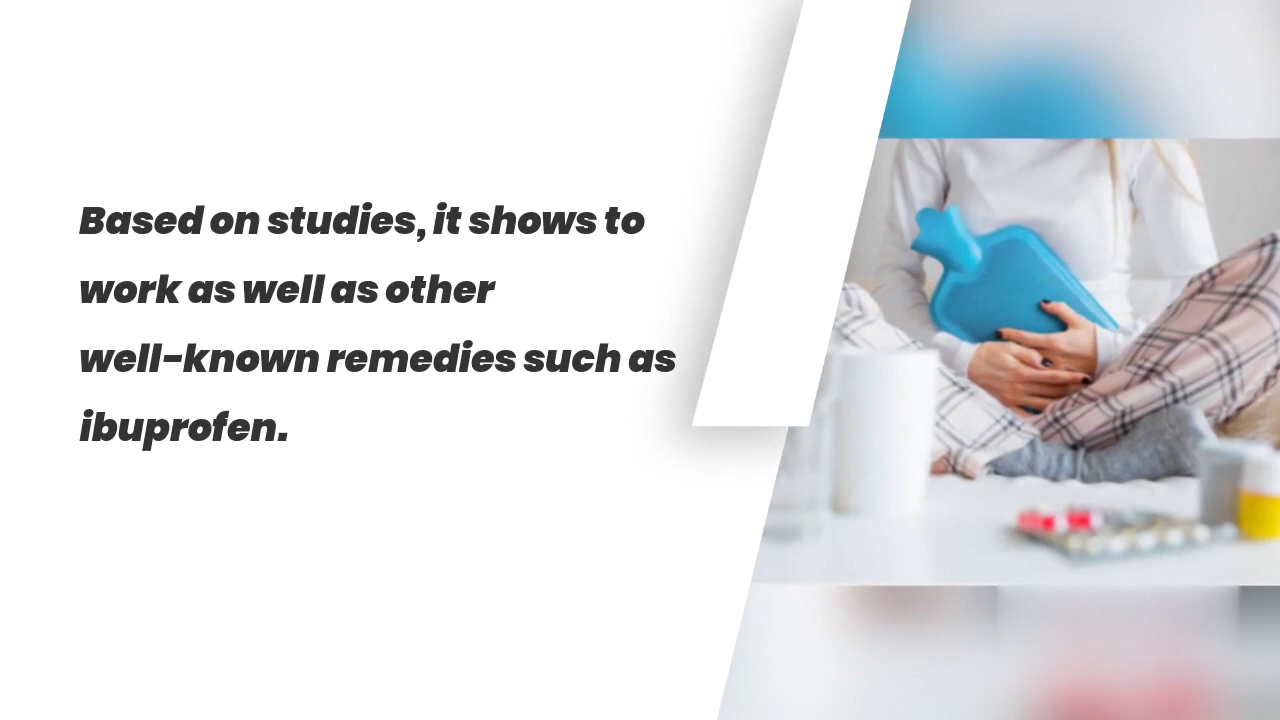 Based on studies, it shows to
work as well as other
well-known remedies such as
ibuprofen.